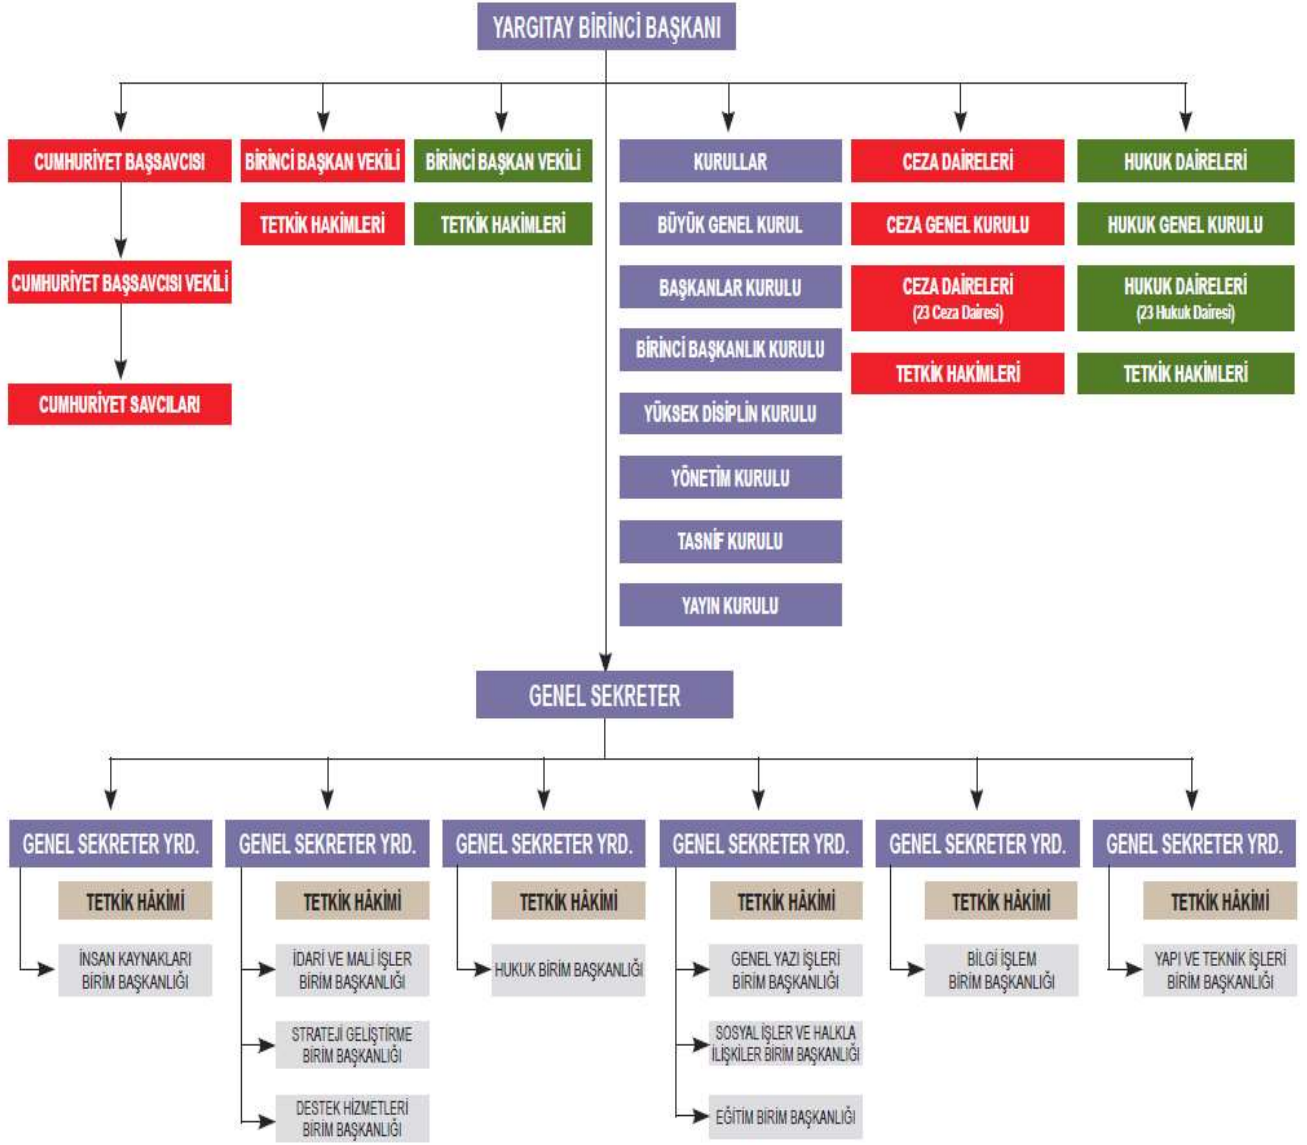 YARGITAY BİRİNCİ BAŞKANI
CUMHURİYET BAŞSAVCISI
BİRİNCİ BAŞKAN VEKİLİ
BİRİNCİ BAŞKAN VEKİLİ
KURULLAR
CEZA DAİRELERİ
HUKUK DAİRELERİ
TETKİK HAKİMLERİ
TETKİK HAKİMLERİ
BÜYÜK GENEL KURUL
CEZA GENEL KURULU
HUKUK GENEL KURULU
CUMHURİYET BAŞSAVCISI VEKİLİ
BAŞKANLAR KURULU
CEZA DAİRELERİ
(23 Ceza Dairesi)
HUKUK DAİRELERİ
(23 Hukuk Dairesi)
BİRİNCİ BAŞKANLIK KURULU
TETKİK HAKİMLERİ
TETKİK HAKİMLERİ
CUMHURİYET SAVCILARI
YÜKSEK DİSİPLİN KURULU
YÖNETİM KURULU
TASNİF KURULU
YAYIN KURULU
GENEL SEKRETER
GENEL SEKRETER YRD.
GENEL SEKRETER YRD.
GENEL SEKRETER YRD.
GENEL SEKRETER YRD.
GENEL SEKRETER YRD.
GENEL SEKRETER YRD.
TETKİK HÂKİMİ
TETKİK HÂKİMİ
TETKİK HÂKİMİ
TETKİK HÂKİMİ
TETKİK HÂKİMİ
TETKİK HÂKİMİ
İNSAN KAYNAKLARI
BİRİM BAŞKANLIĞI
İDARİ VE MALİ İŞLER
BİRİM BAŞKANLIĞI
HUKUK BİRİM BAŞKANLIĞI
GENEL YAZI İŞLERİ
BİRİM BAŞKANLIĞI
BİLGİ İŞLEM
BİRİM BAŞKANLIĞI
YAPI VE TEKNİK İŞLERİ
BİRİM BAŞKANLIĞI
STRATEJİ GELİŞTİRME
BİRİM BAŞKANLIĞI
SOSYAL İŞLER VE HALKLA
İLİŞKİLER BİRİM BAŞKANLIĞI
DESTEK HİZMETLERİ
BİRİM BAŞKANLIĞI
EĞİTİM BİRİM BAŞKANLIĞI